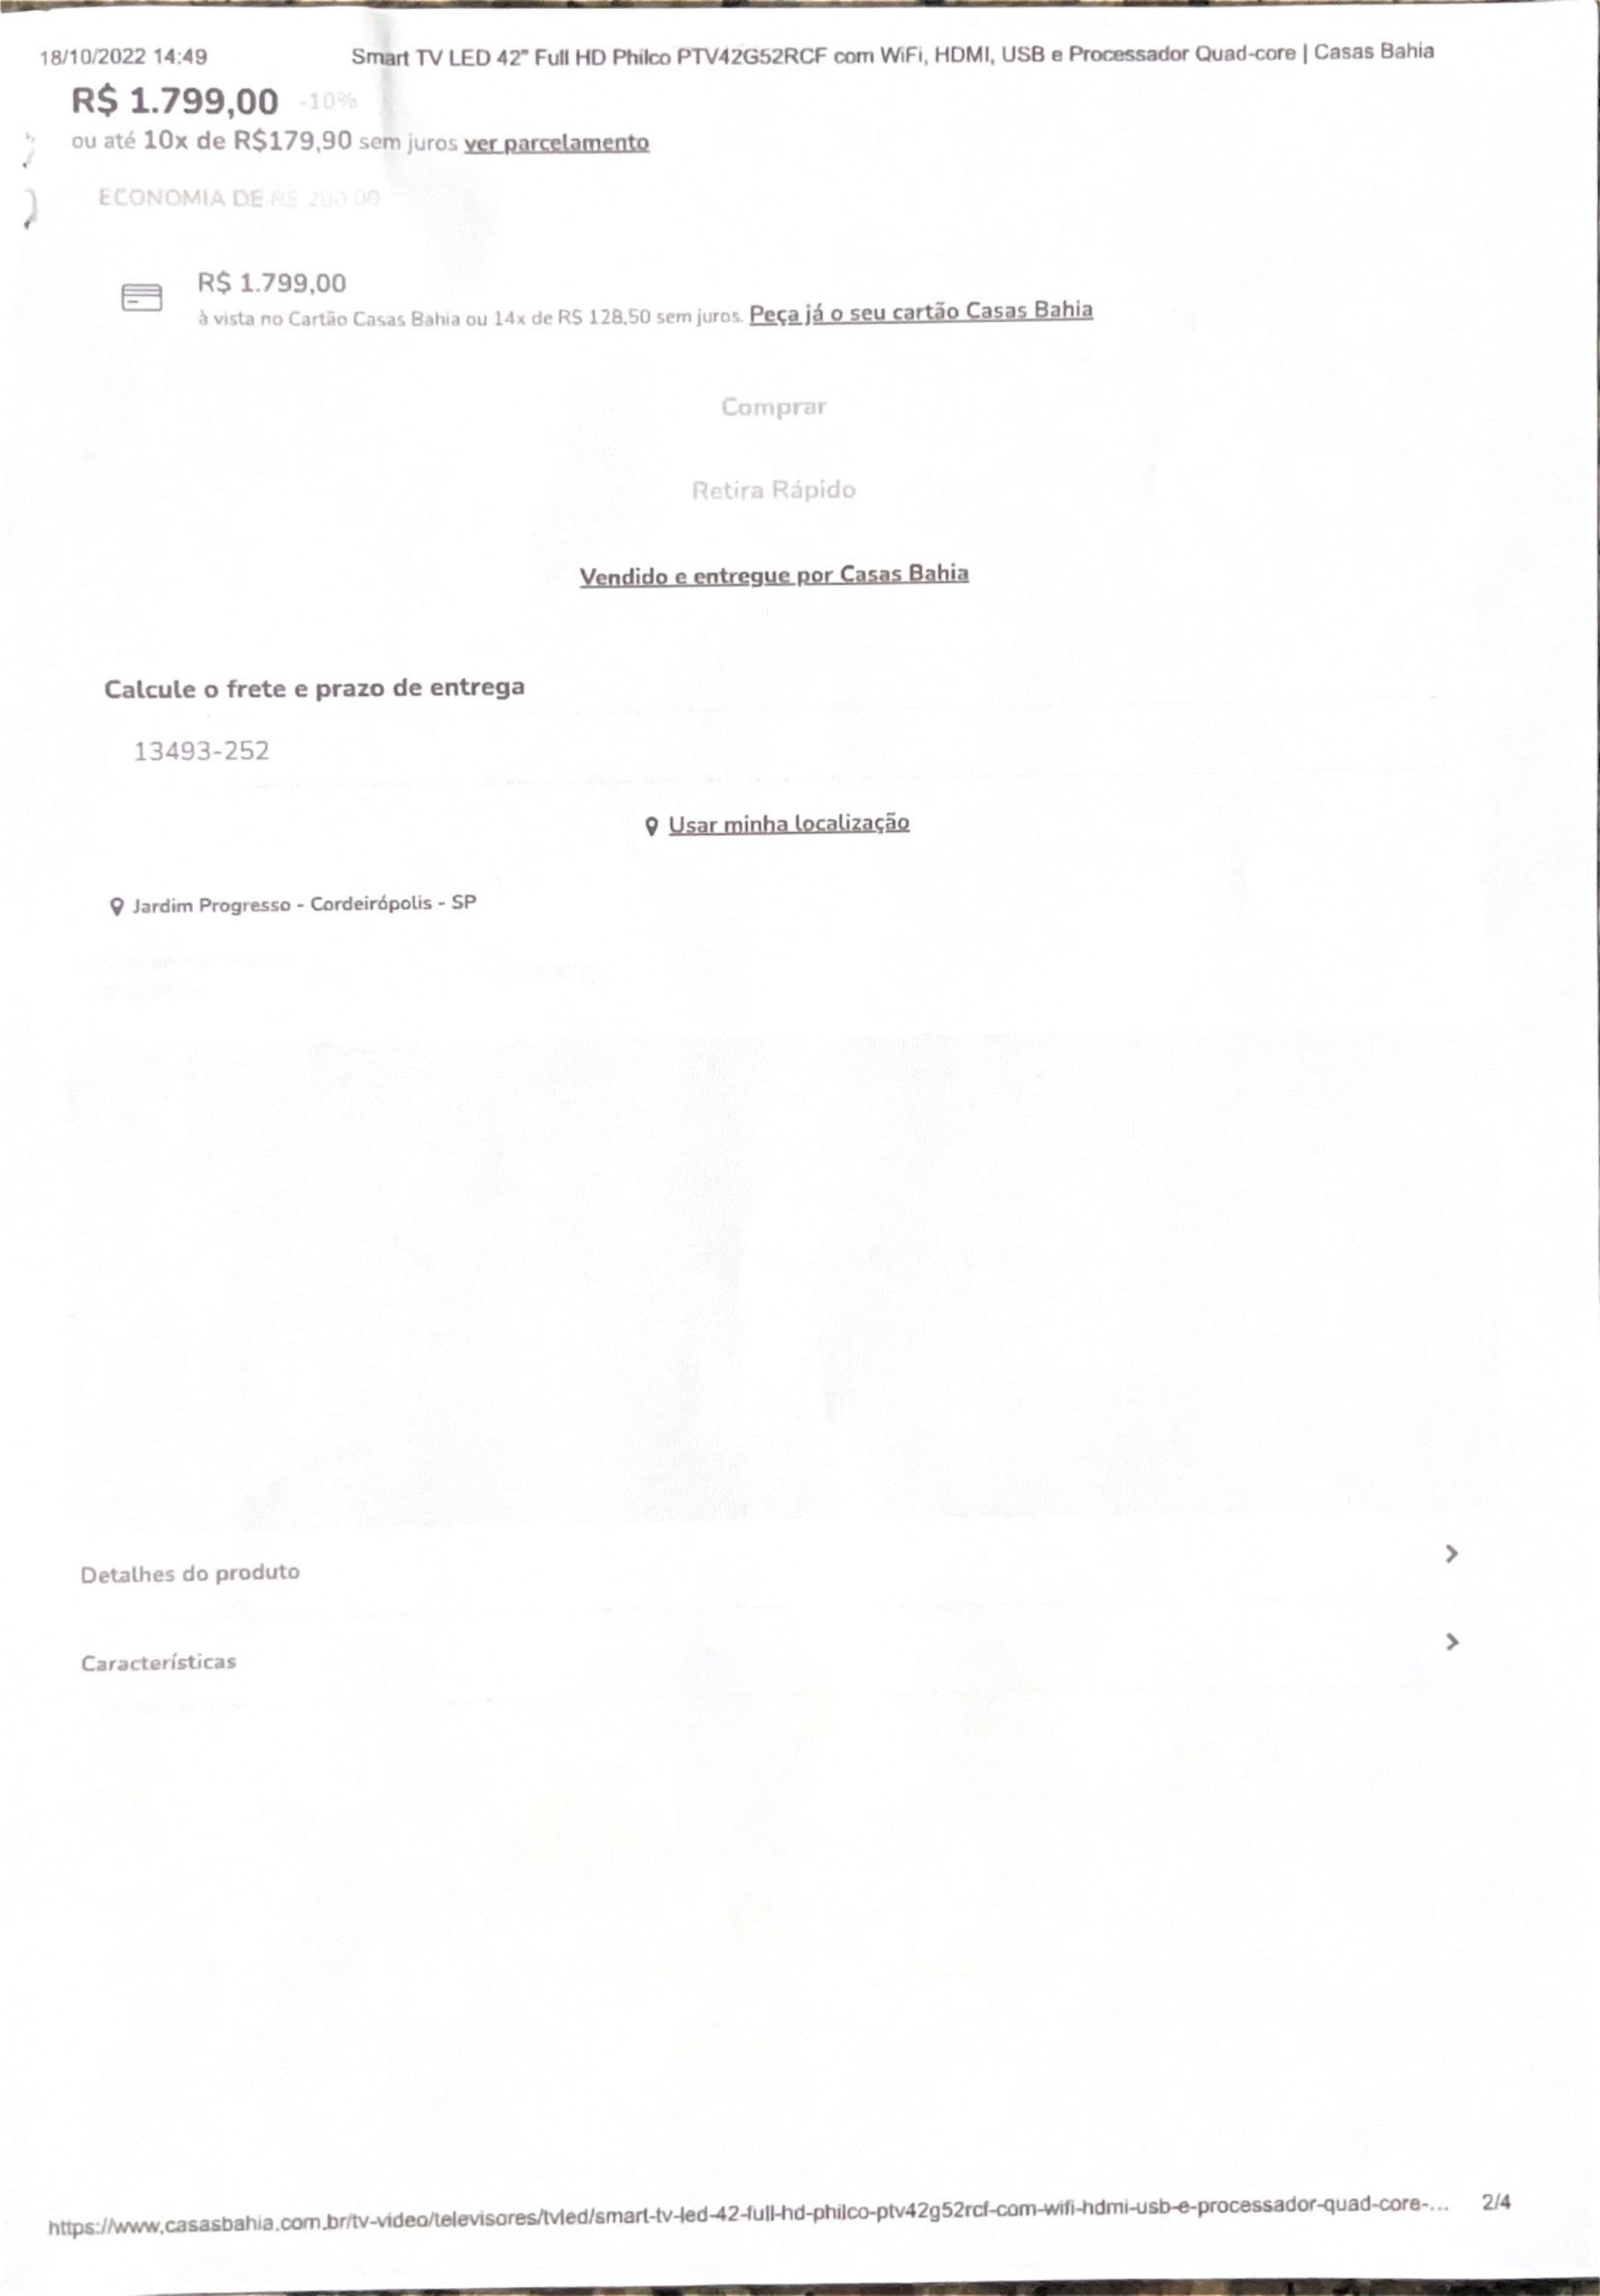 18/10/2022 14:49 Smart TV LED 42" Full HD Philco PTV42G52RCF com WiFi, HDMI, USB e Processador Quad-core | Casas Bahia
R$ 1.799,00 -10%
ou até 10x de R$179,90 sem juros ver parcelamento
ECONOMIA DE R$ 200,00
R$ 1.799,00
à vista no Cartão Casas Bahia ou 14x de R$ 128,50 sem juros. Peça já o seu cartão Casas Bahia
Comprar
Retira Rápido
Vendido e entregue por Casas Bahia
Calcule o frete e prazo de entrega
13493-252
Usar minha localização
Jardim Progresso - Cordeirópolis - SP
Detalhes do produto
Características
https://www.casasbahia.com.br/tv-video/televisores/tvled/smart-tv-led-42-full-hd-philco-ptv42g52rcf-com-wifi-hdmi-usb-e-processador-quad-core-... 2/4